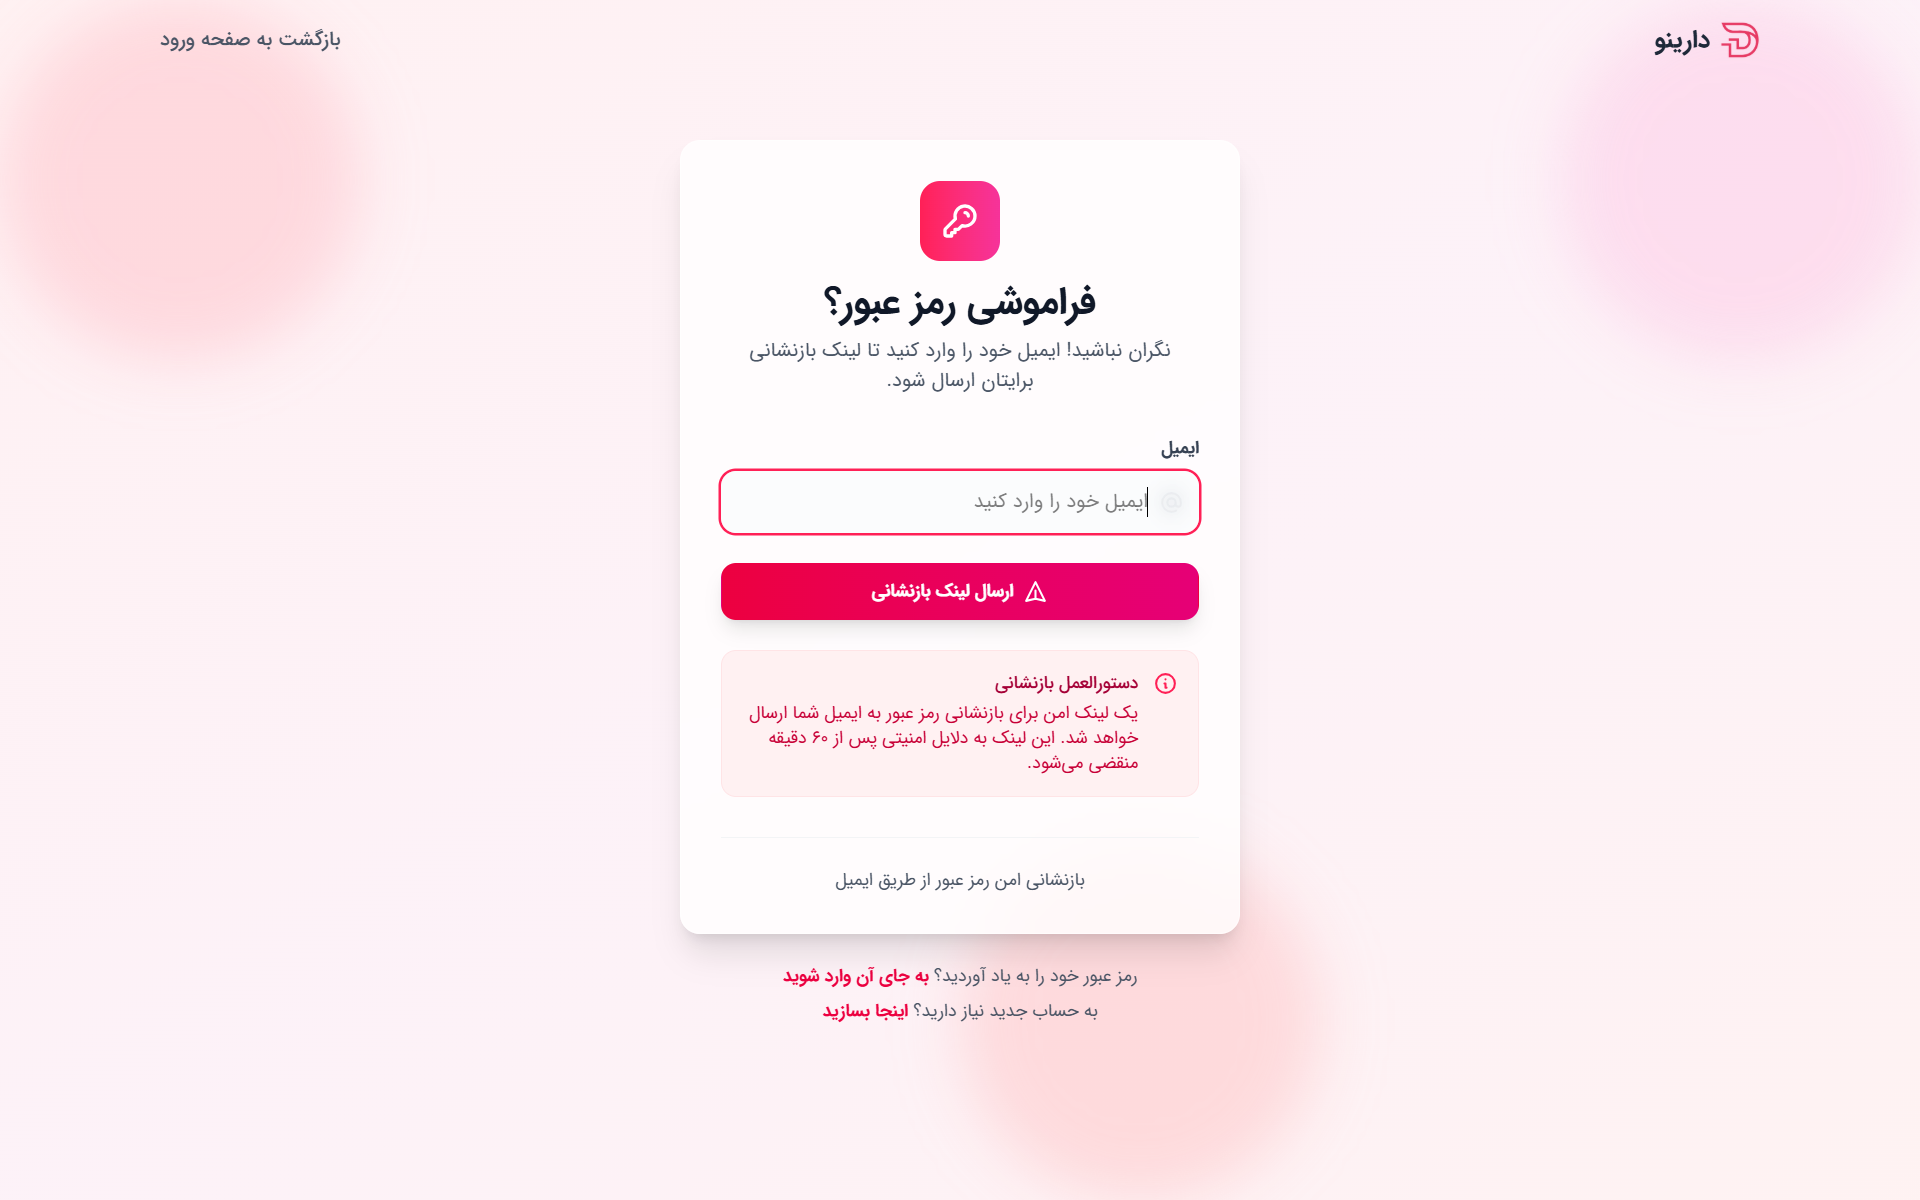 دارینو
بازگشت به صفحه ورود
فراموشی رمز عبور؟
نگران نباشید! ایمیل خود را وارد کنید تا لینک بازنشانی
برایتان ارسال شود.
ایمیل
ایمیل خود را وارد کنید
ارسال لینک بازنشانی
دستورالعمل بازنشانی
یک لینک امن برای بازنشانی رمز عبور به ایمیل شما ارسال
خواهد شد. این لینک به دلایل امنیتی پس از ۶۰ دقیقه
منقضی می‌شود.
بازنشانی امن رمز عبور از طریق ایمیل
رمز عبور خود را به یاد آوردید؟ به جای آن وارد شوید
به حساب جدید نیاز دارید؟ اینجا بسازید